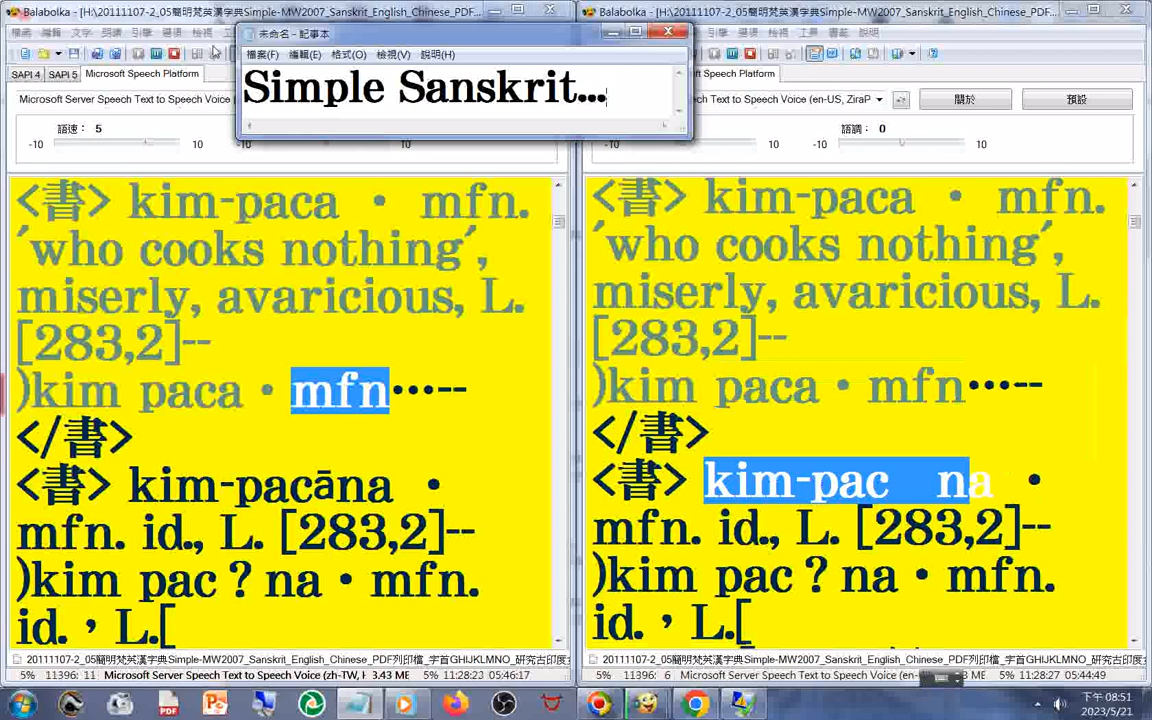 Balabolka - [H:\20111107-2_05簡明梵英漢字典Simple-MW2007_Sanskrit_English_Chinese_PDF...
Balabolka - [H:\20111107-2_05簡明梵英漢字典Simple-MW2007_Sanskrit_English_Chinese_PDF...
未命名 - 記事本
檔案(F) 編輯(E) 格式(O) 檢視(V) 說明(H)
Simple Sanskrit...
SAPI 4 SAPI 5 Microsoft Speech Platform
t Speech Platform
Microsoft Server Speech Text to Speech Voice (
ech Text to Speech Voice (en-US, ZiraP
關於
預設
語速: 5
-10 10 -10 10
語調: 0
10 -10 10
<書> kim-paca • mfn.
´who cooks nothing´,
miserly, avaricious, L.
[283,2]--
)kim paca • mfn•••--
</書>
<書> kim-pacāna •
mfn. id., L. [283,2]--
)kim pac ? na • mfn.
id. , L.[
<書> kim-paca • mfn.
´who cooks nothing´,
miserly, avaricious, L.
[283,2]--
)kim paca • mfn•••--
</書>
<書> kim-pac na •
mfn. id., L. [283,2]--
)kim pac ? na • mfn.
id. , L.[
20111107-2_05簡明梵英漢字典Simple-MW2007_Sanskrit_English_Chinese_PDF列印檔_字首GHIJKLMNO_研究古印度
20111107-2_05簡明梵英漢字典Simple-MW2007_Sanskrit_English_Chinese_PDF列印檔_字首GHIJKLMNO_研究古印度
5% 11396: 11 Microsoft Server Speech Text to Speech Voice (zh-TW, 3.43 ME 5% 11:28:23 05:46:17
5% 11396: 6 Microsoft Server Speech Text to Speech Voice (en- 3 ME 5% 11:28:27 05:44:49
下午 08:51
2023/5/21